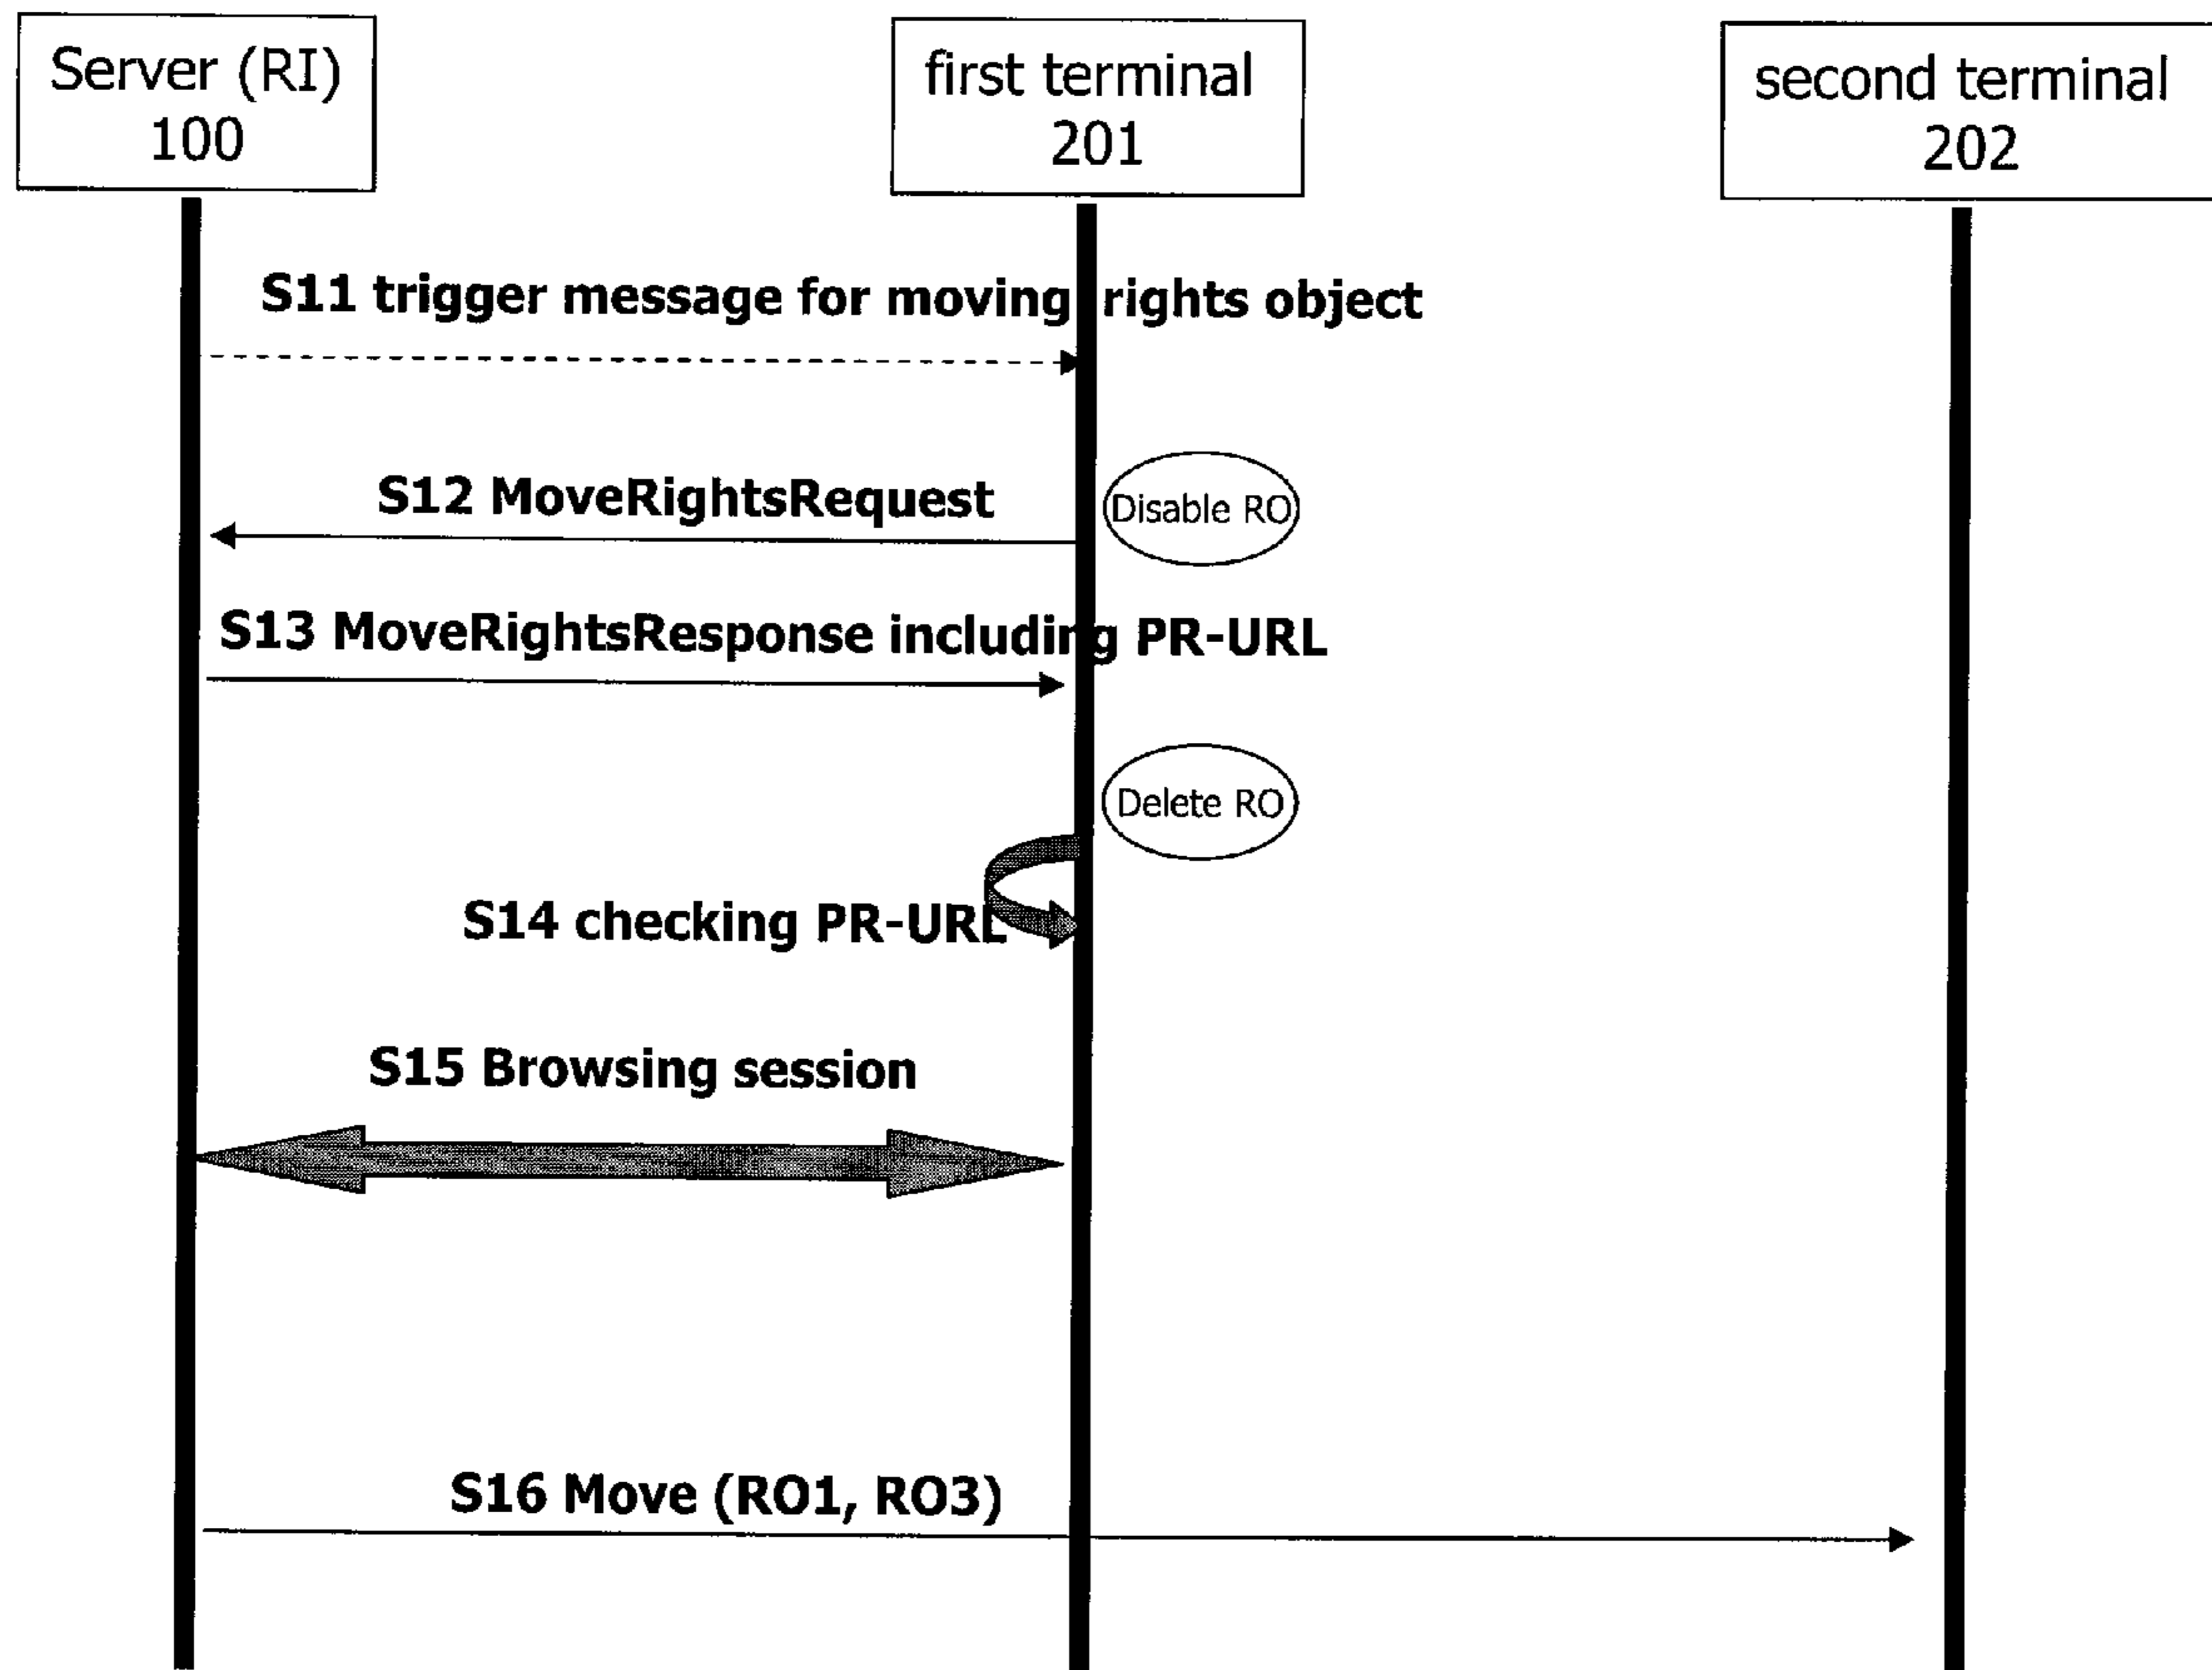 Server (RI)
100
first terminal
201
second terminal
202
S11 trigger message for moving rights object
S12 MoveRightsRequest
Disable RO
S13 MoveRightsResponse including PR-URL
Delete RO
S14 checking PR-URL
S15 Browsing session
S16 Move (RO1, RO3)